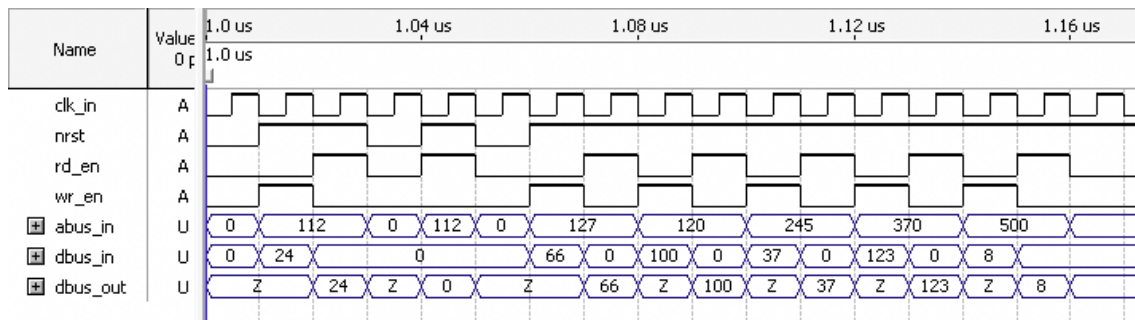 Name Value 0 p 1.0 us 1.04 us 1.08 us 1.12 us 1.16 us
1.0 us
clk_in A
nrst A
rd_en A
wr_en A
abus_in U 0 112 0 112 0 127 120 245 370 500
dbus_in U 0 24 0 66 0 100 0 37 0 123 0 8
dbus_out U Z 24 Z 0 Z 66 Z 100 Z 37 Z 123 Z 8